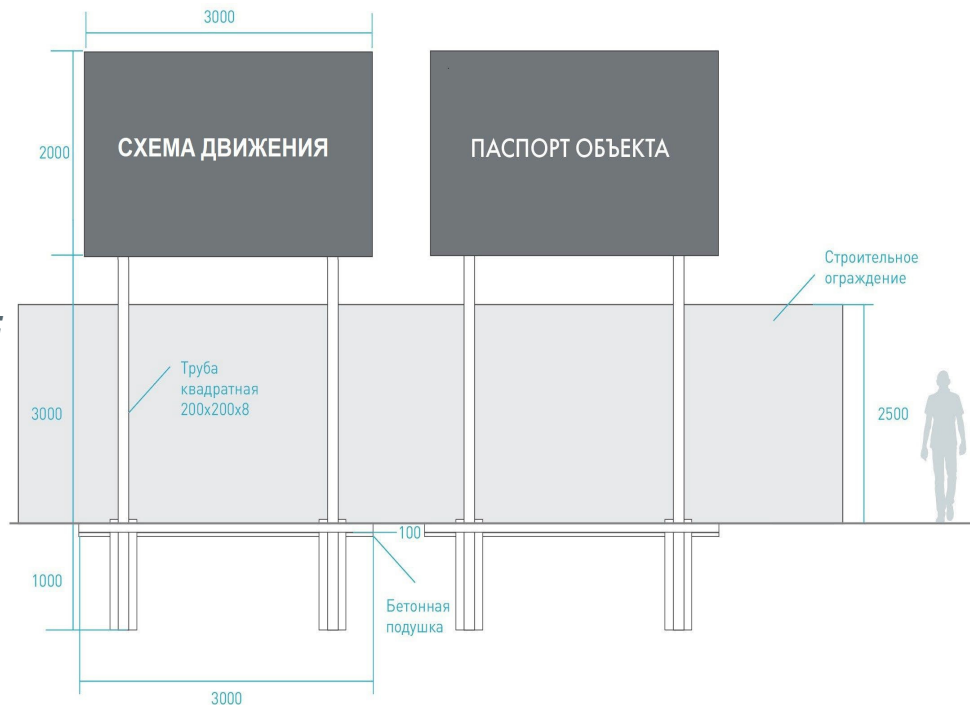 3000
2000
СХЕМА ДВИЖЕНИЯ
ПАСПОРТ ОБЪЕКТА
Строительное
ограждение
Труба
квадратная
200х200х8
3000
2500
100
1000
Бетонная
подушка
3000